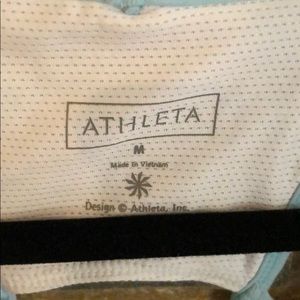 ATHLETA
M
Made in Vietnam
Design © Athleta, Inc.